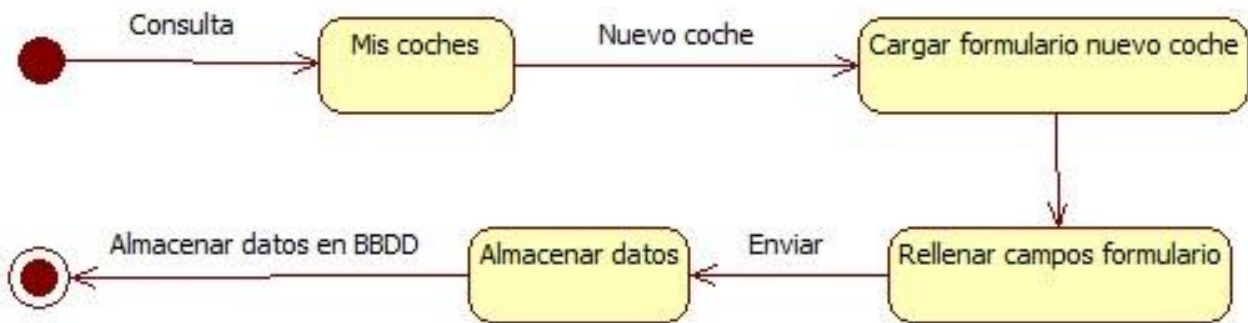 Consulta
Mis coches
Nuevo coche
Cargar formulario nuevo coche
Almacenar datos en BBDD
Almacenar datos
Enviar
Rellenar campos formulario